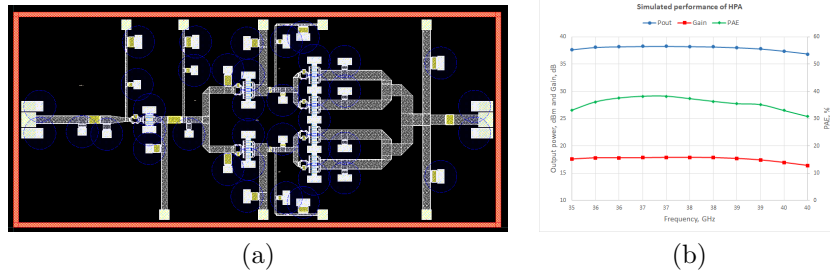 Simulated performance of HPA
Pout Gain PAE
40 60
35 50
30 40
25 30
20 20
15 10
10 0
Output power, dBm and Gain, dB
PAE, %
35 36 36 37 37 38 38 39 39 40 40
Frequency, GHz
(a) (b)